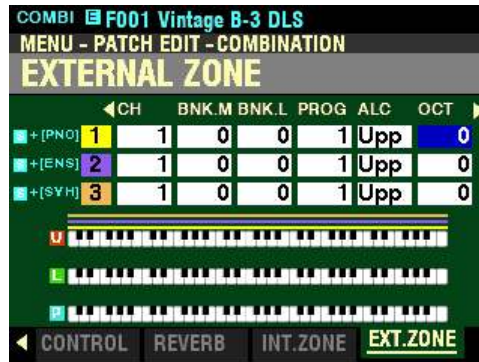 COMBI E F001 Vintage B-3 DLS
MENU - PATCH EDIT - COMBINATION
EXTERNAL ZONE
CH BNK.M BNK.L PROG ALC OCT
S + [PNO] 1 1 0 0 1 Upp 0
S + [ENS] 2 1 0 0 1 Upp 0
S + [SYH] 3 1 0 0 1 Upp 0
U
L
P
CONTROL REVERB INT.ZONE EXT.ZONE